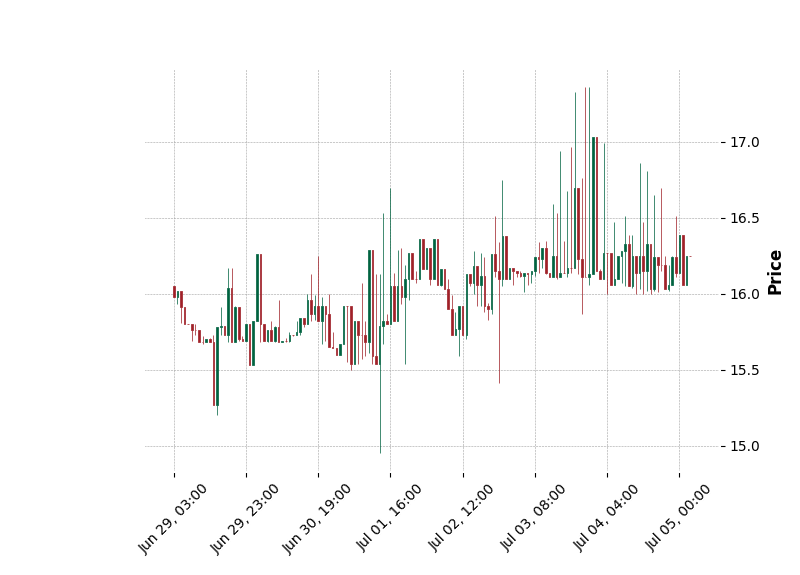 17.0
16.5
16.0
15.5
15.0
Price
Jun 29, 03:00
Jun 29, 23:00
Jun 30, 19:00
Jul 01, 16:00
Jul 02, 12:00
Jul 03, 08:00
Jul 04, 04:00
Jul 05, 00:00